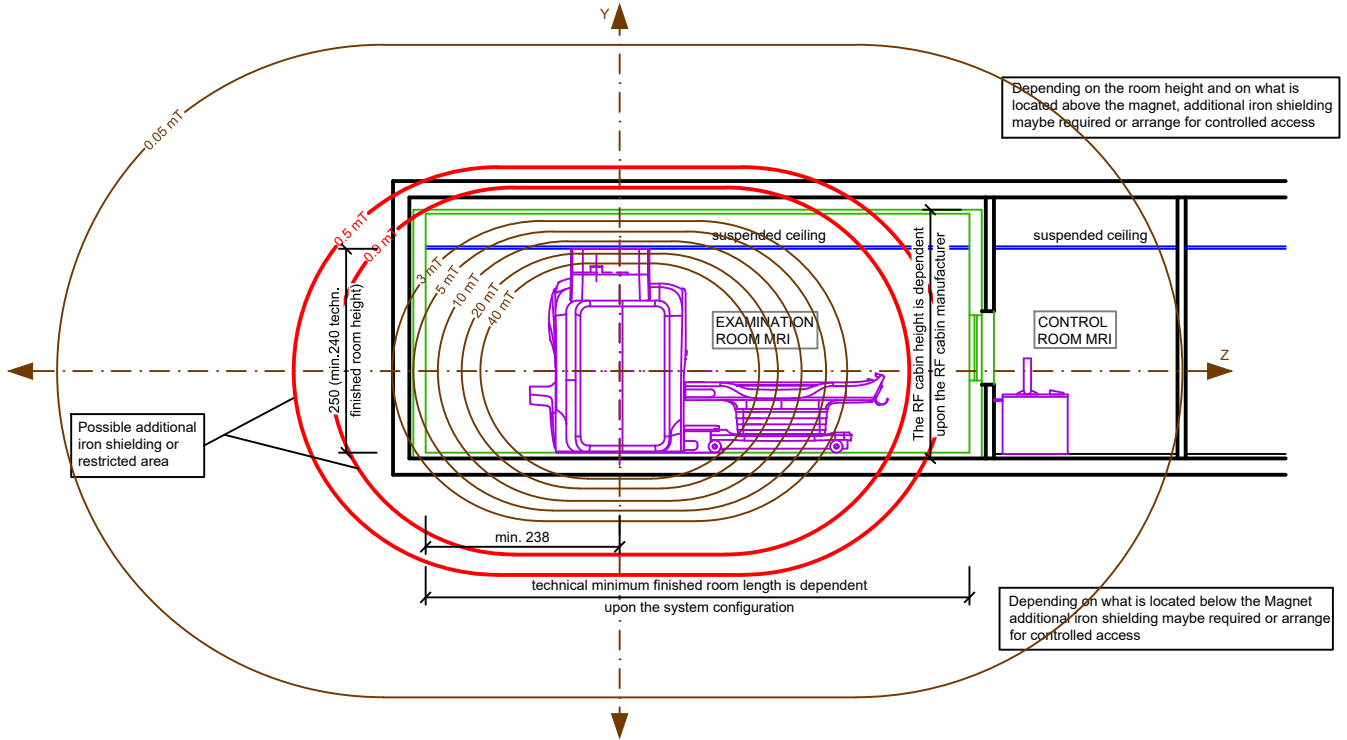 Y
0.05 mT
Depending on the room height and on what is
located above the magnet, additional iron shielding
maybe required or arrange for controlled access
0.5 mT
0.9 mT
suspended ceiling
suspended ceiling
3 mT
5 mT
10 mT
20 mT
40 mT
250 (min.240 techn.
finished room height)
EXAMINATION
ROOM MRI
The RF cabin height is dependent
upon the RF cabin manufacturer
CONTROL
ROOM MRI
Z
Possible additional
iron shielding or
restricted area
min. 238
technical minimum finished room length is dependent
upon the system configuration
Depending on what is located below the Magnet
additional iron shielding maybe required or arrange
for controlled access